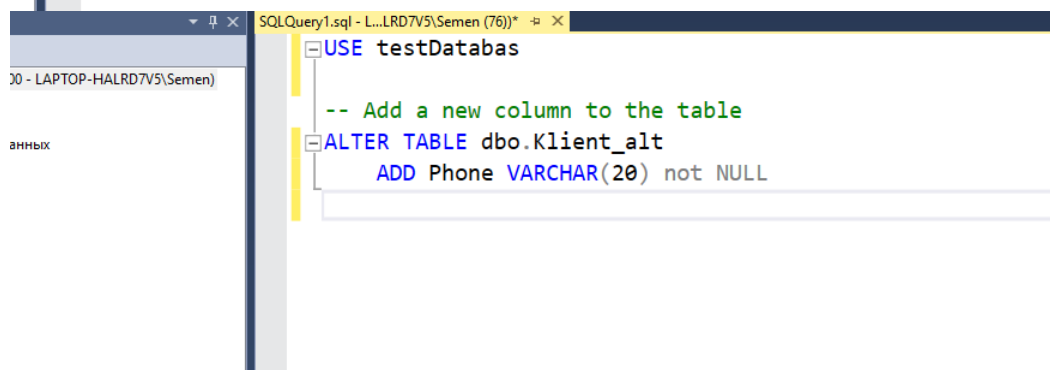 SQLQuery1.sql - L...LRD7V5\Semen (76))*
USE testDatabas
00 - LAPTOP-HALRD7V5\Semen)
-- Add a new column to the table
ALTER TABLE dbo.Klient_alt
анных
ADD Phone VARCHAR(20) not NULL